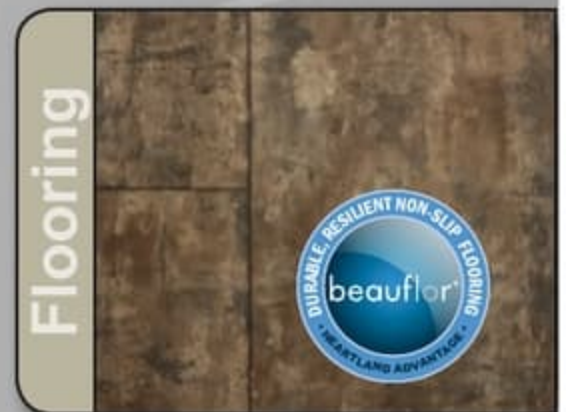 Flooring
DURABLE, RESILIENT NON-SLIP FLOORING
beauflor®
• HEARTLAND ADVANTAGE •